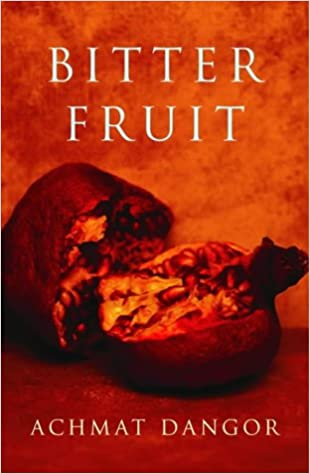 BITTER
FRUIT
ACHMAT DANGOR